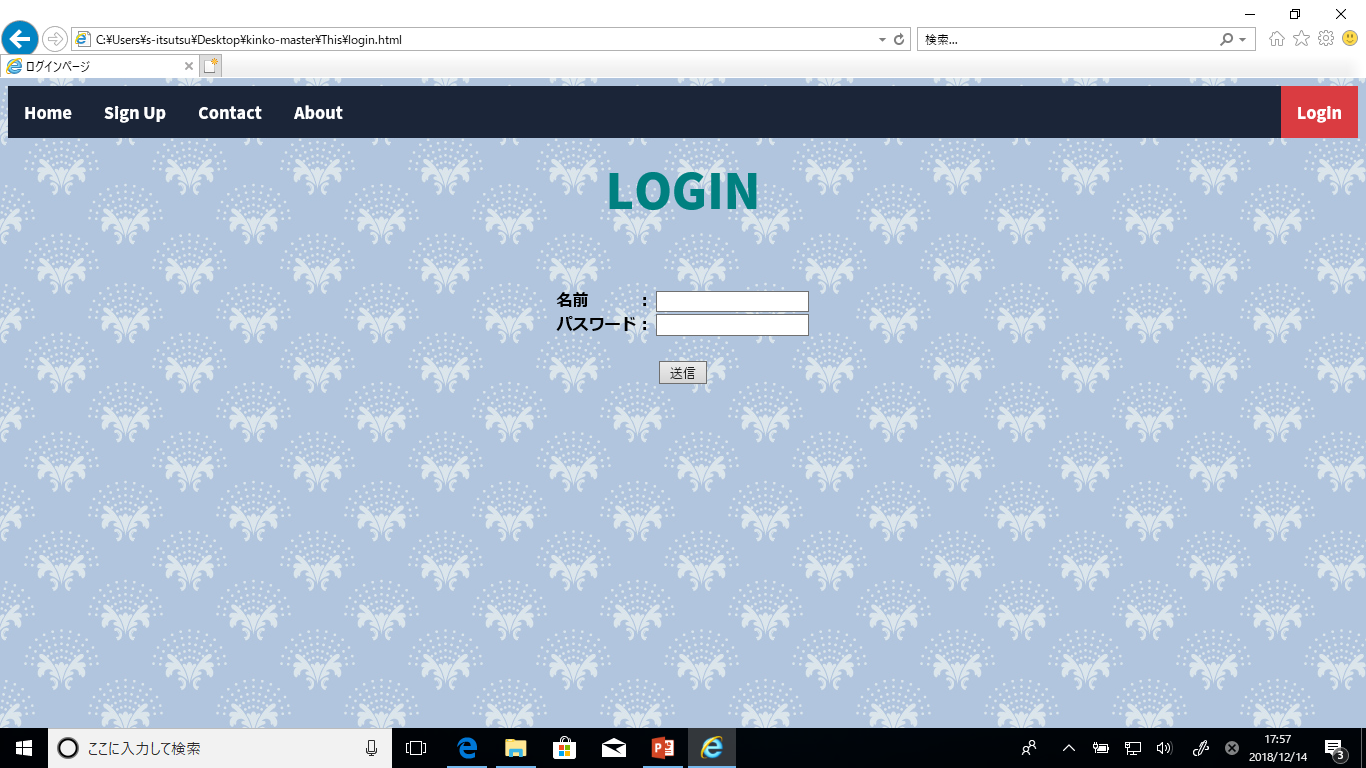 C:¥Users¥s-itsutsu¥Desktop¥kinko-master¥This¥login.html
検索...
ログインページ
Home Sign Up Contact About Login
LOGIN
名前 :
パスワード :
送信
ここに入力して検索
17:57
2018/12/14
3